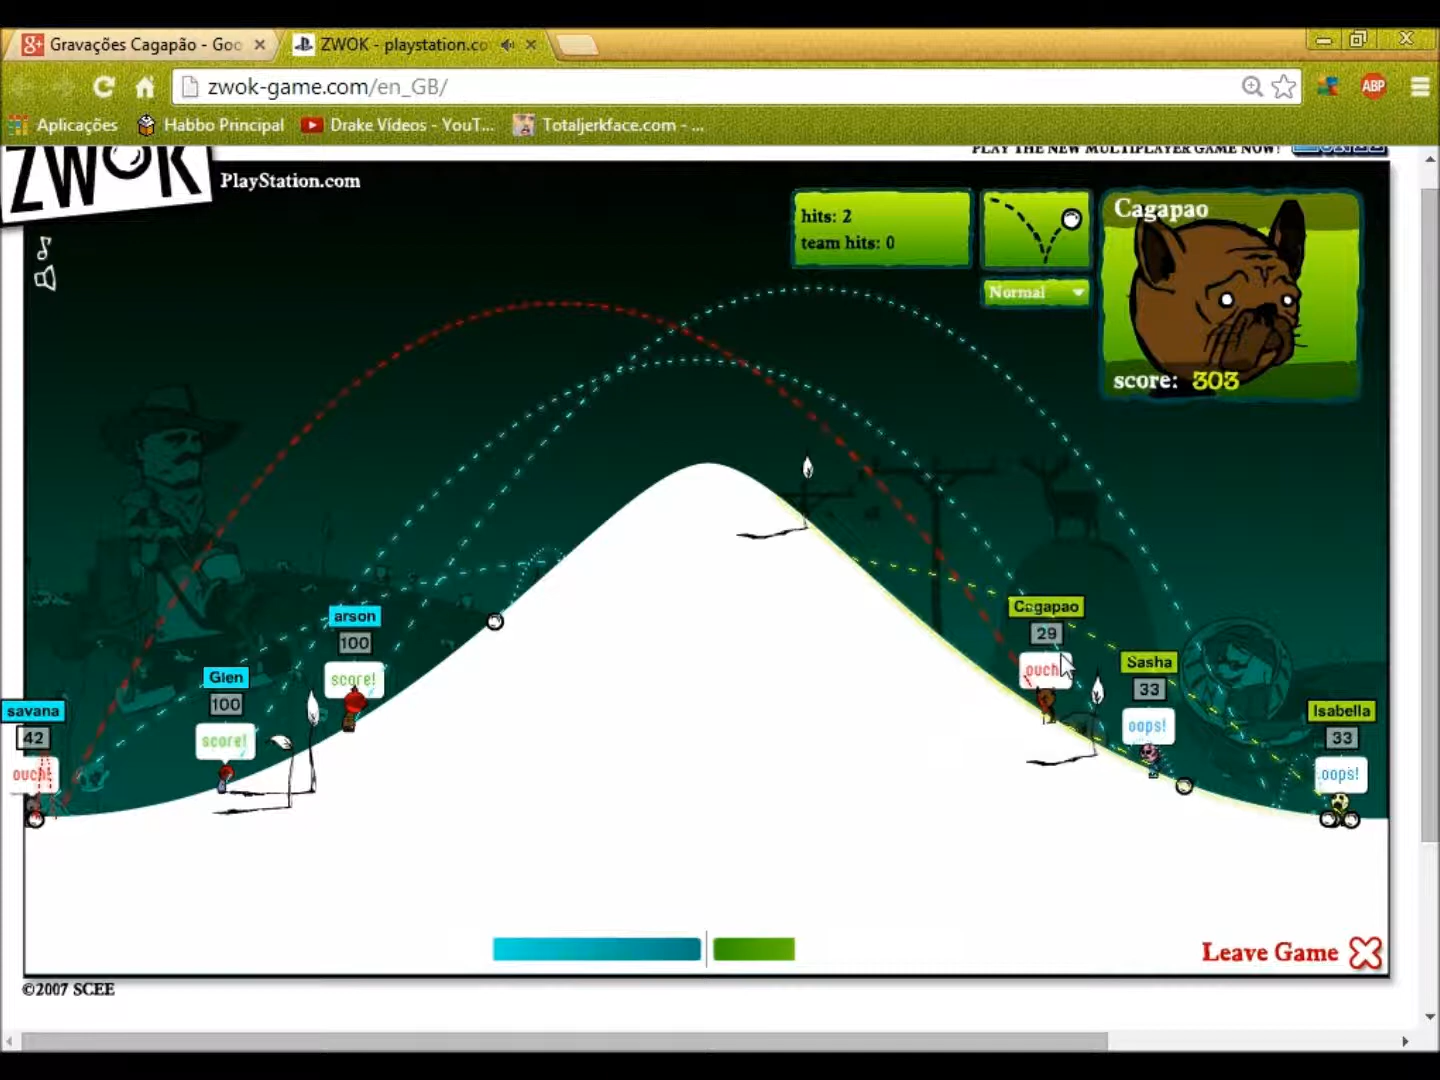 Gravações Cagapão - Goo
ZWOK - playstation.co
zwok-game.com/en_GB/
ABP
Aplicações
Habbo Principal
Drake Vídeos - YouT...
Totaljerkface.com - ...
ZWOK
PlayStation.com
PLAY THE NEW MULTIPLAYER GAME NOW!
hits: 2
team hits: 0
Normal
Cagapao
score: 303
arson
100
score!
Glen
100
score!
savana
42
ouch!
Cagapao
29
ouch!
Sasha
33
oops!
Isabella
33
oops!
Leave Game
©2007 SCEE